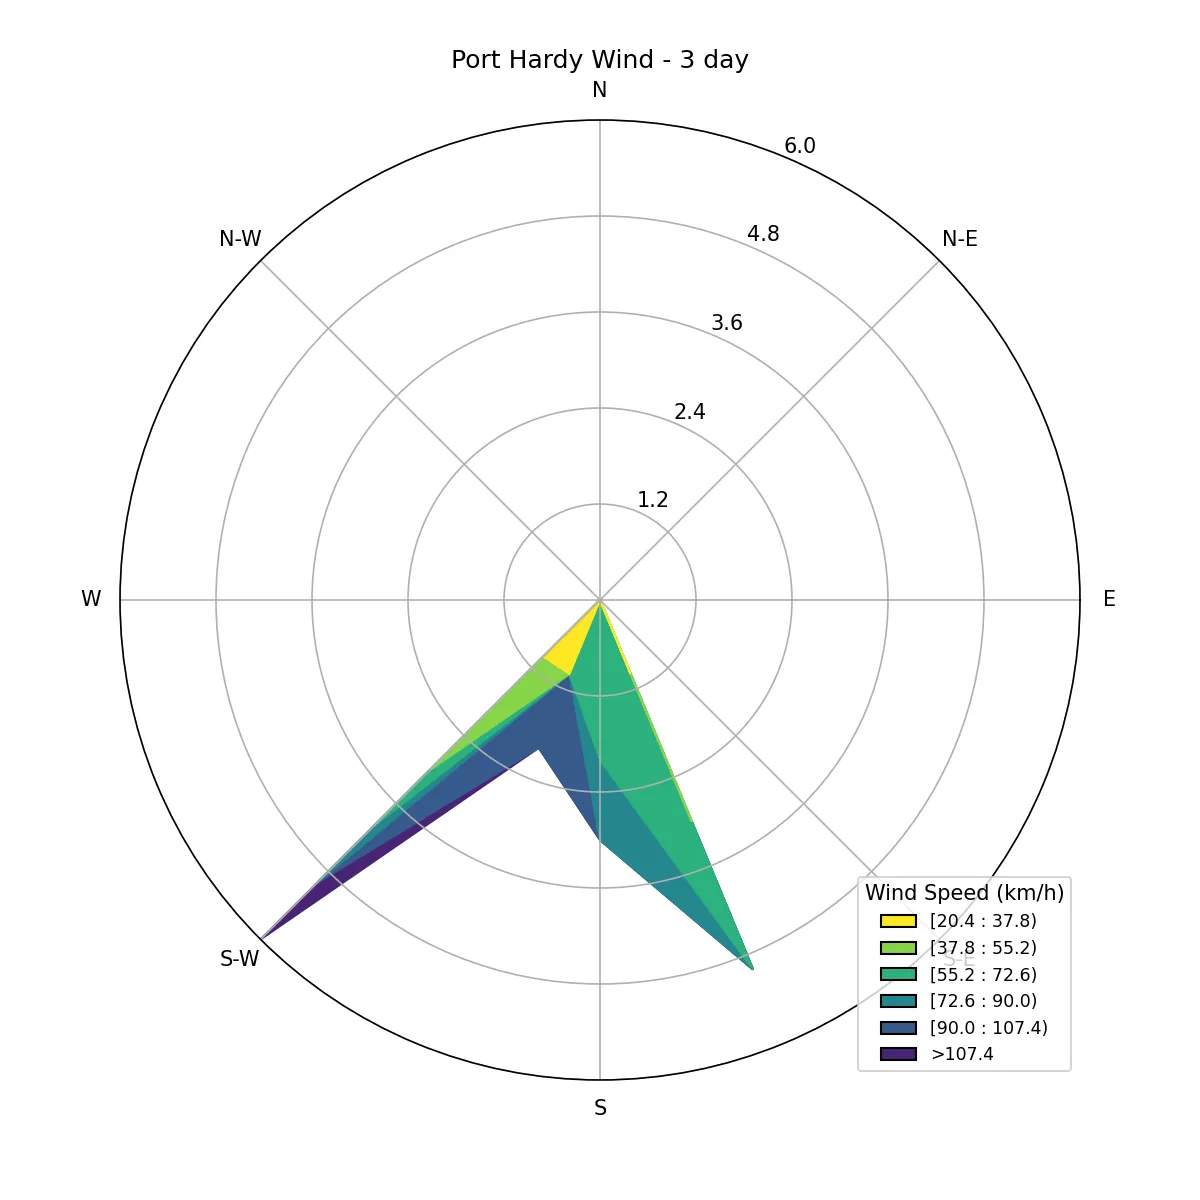 Port Hardy Wind - 3 day
N
6.0
4.8
3.6
2.4
1.2
N-W
N-E
W
E
S-W
S-E
S
Wind Speed (km/h)
[20.4 : 37.8)
[37.8 : 55.2)
[55.2 : 72.6)
[72.6 : 90.0)
[90.0 : 107.4)
>107.4